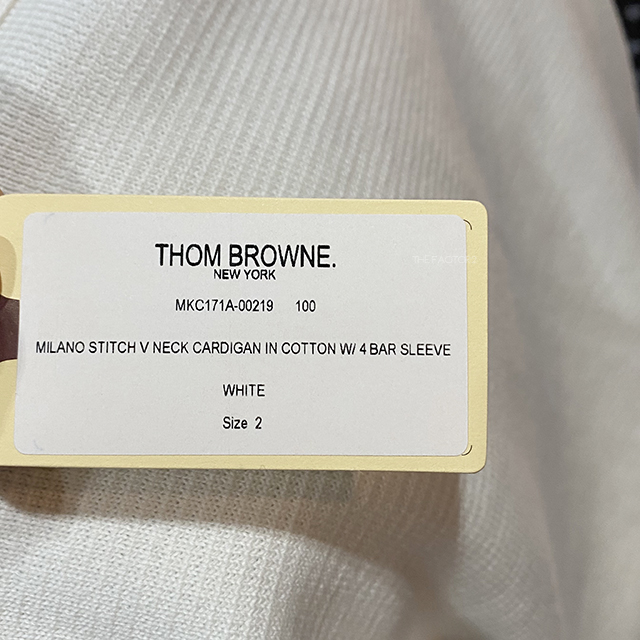 THOM BROWNE.
NEW YORK
MKC171A-00219 100
MILANO STITCH V NECK CARDIGAN IN COTTON W/ 4 BAR SLEEVE
WHITE
Size 2